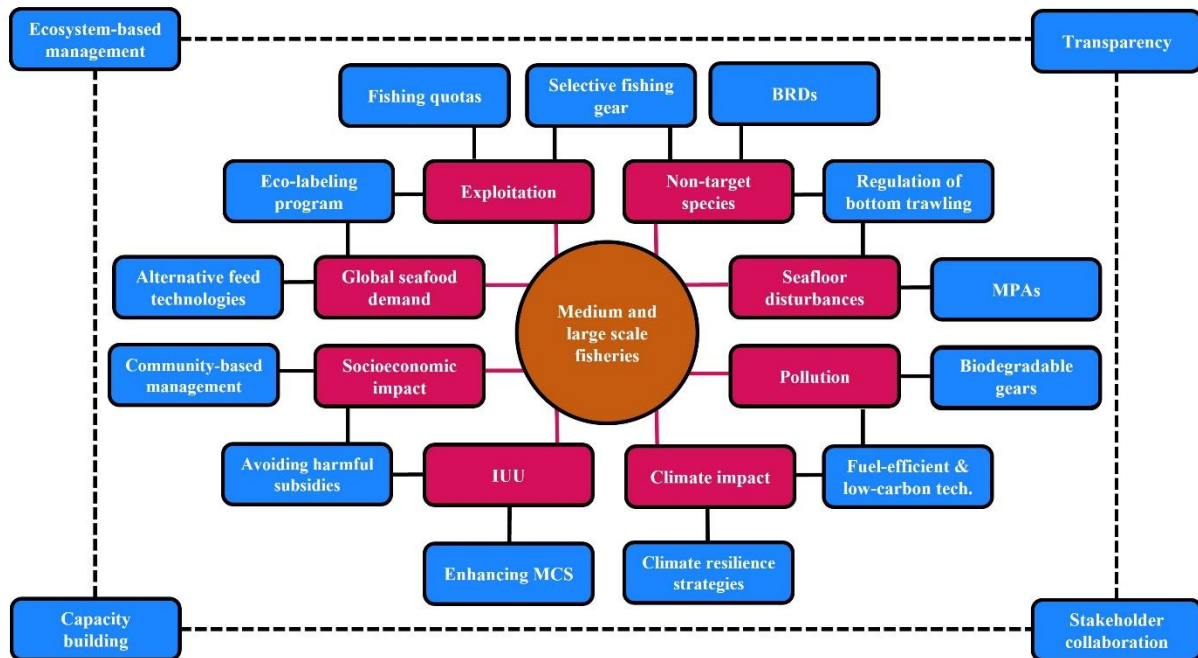 Ecosystem-based
management
Transparency
Fishing quotas
Selective fishing
gear
BRDs
Eco-labeling
program
Exploitation
Non-target
species
Regulation of
bottom trawling
Alternative feed
technologies
Global seafood
demand
Medium and
large scale
fisheries
Seafloor
disturbances
MPAs
Community-based
management
Socioeconomic
impact
Pollution
Biodegradable
gears
Avoiding harmful
subsidies
IUU
Climate impact
Fuel-efficient &
low-carbon tech.
Enhancing MCS
Climate resilience
strategies
Capacity
building
Stakeholder
collaboration